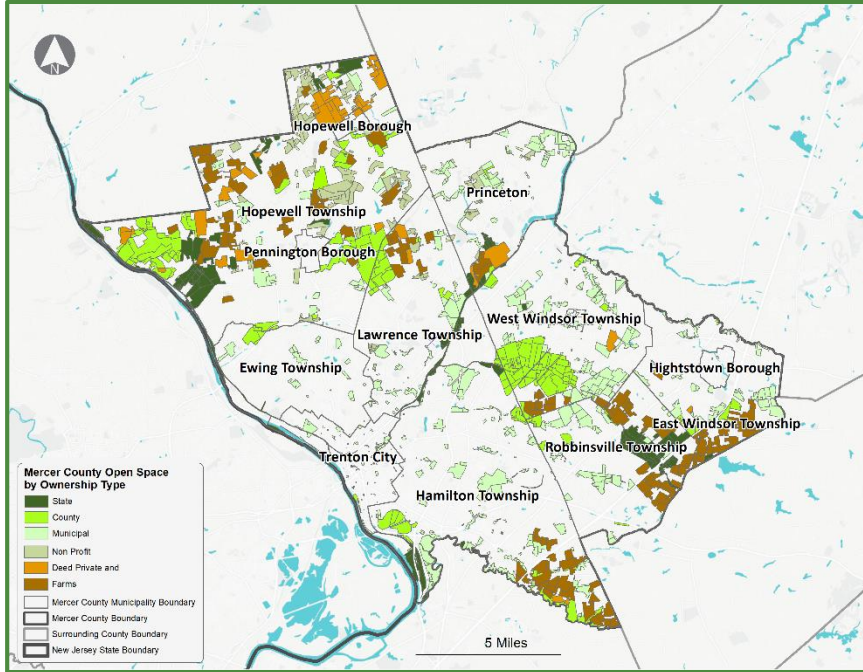 N
Hopewell Borough
Princeton
Hopewell Township
Pennington Borough
West Windsor Township
Lawrence Township
Ewing Township
Hightstown Borough
East Windsor Township
Robbinsville Township
Trenton City
Hamilton Township
Mercer County Open Space
by Ownership Type
State
County
Municipal
Non Profit
Deed Private and
Farms
Mercer County Municipality Boundary
Mercer County Boundary
Surrounding County Boundary
New Jersey State Boundary
5 Miles